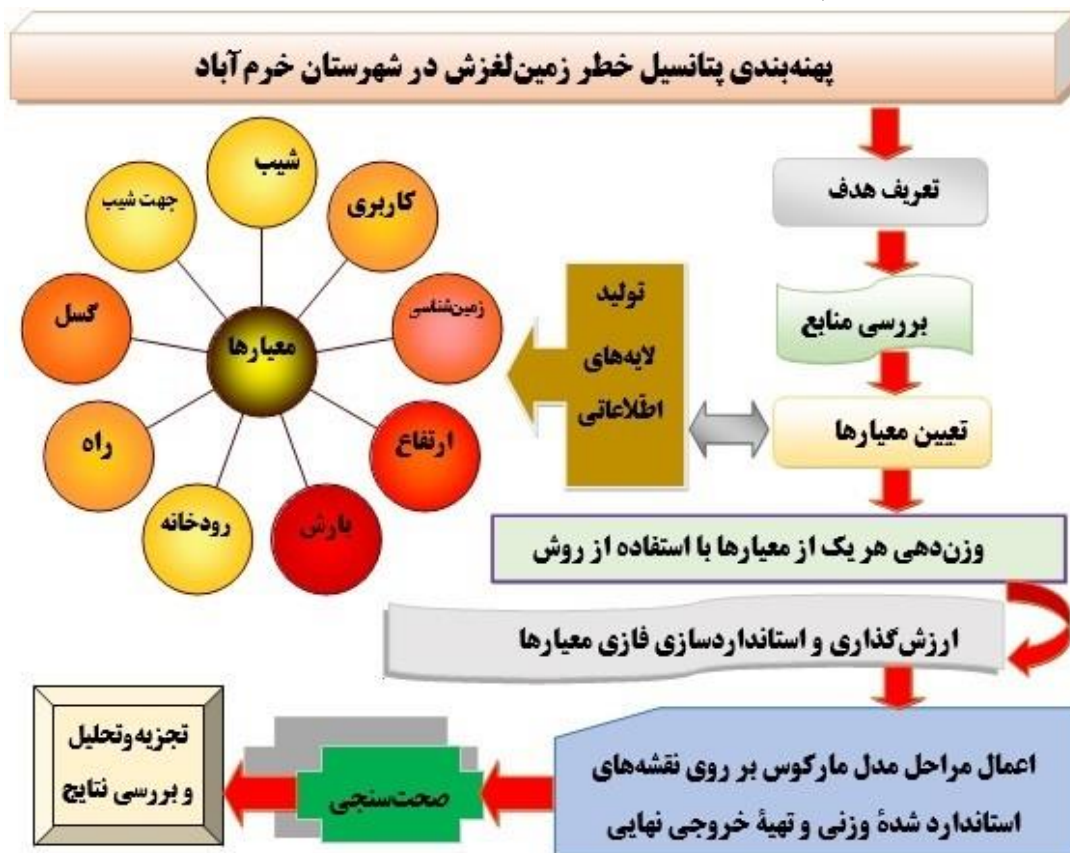 پهنه‌بندی پتانسیل خطر زمین‌لغزش در شهرستان خرم‌آباد
تعریف هدف
بررسی منابع
تعیین معیارها
تولید
لایه‌های
اطّلاعاتی
معیارها
شیب
کاربری
زمین‌شناسی
ارتفاع
بارش
رودخانه
راه
گسل
جهت شیب
وزن‌دهی هر یک از معیارها با استفاده از روش
ارزش‌گذاری و استانداردسازی فازی معیارها
اعمال مراحل مدل مارکوس بر روی نقشه‌های
استاندارد شدهٔ وزنی و تهیهٔ خروجی نهایی
صحت‌سنجی
تجزیه‌وتحلیل
و بررسی نتایج